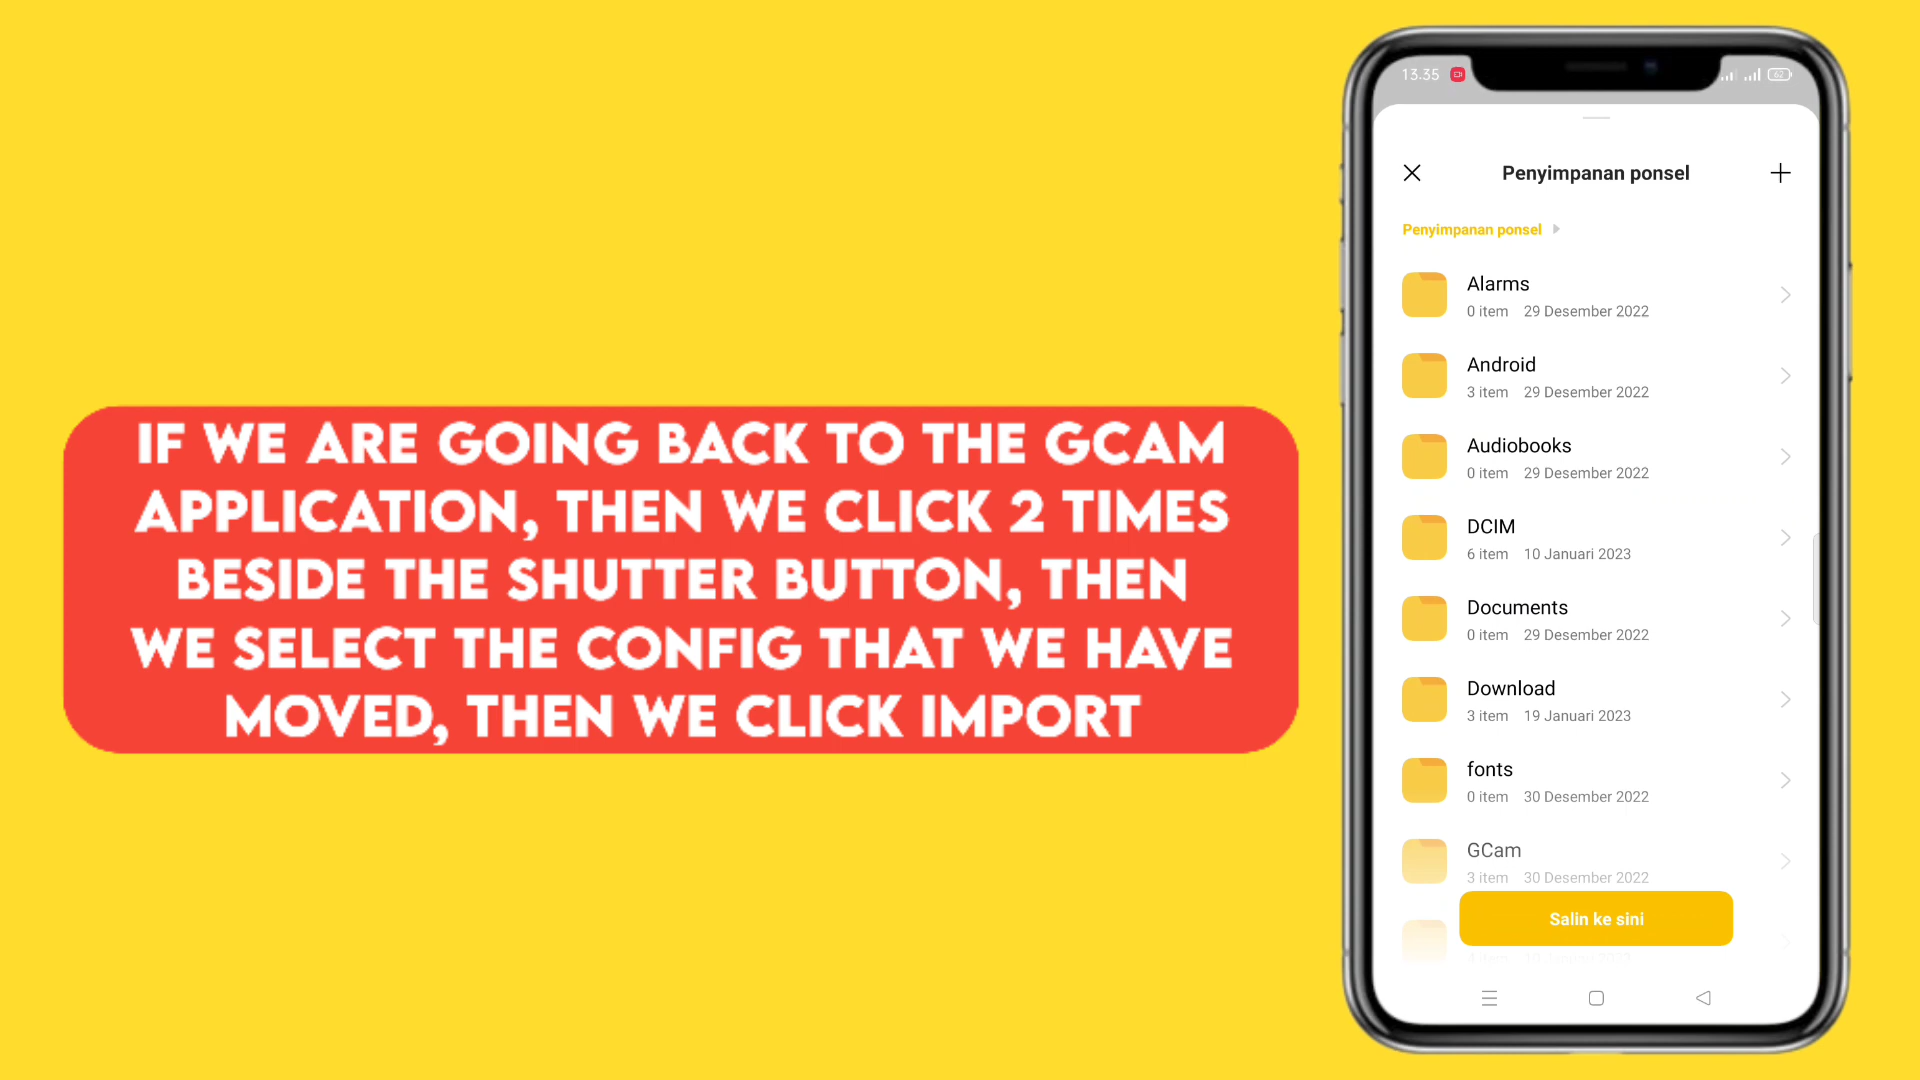 IF WE ARE GOING BACK TO THE GCAM
APPLICATION, THEN WE CLICK 2 TIMES
BESIDE THE SHUTTER BUTTON, THEN
WE SELECT THE CONFIG THAT WE HAVE
MOVED, THEN WE CLICK IMPORT
13.35
62
Penyimpanan ponsel
Penyimpanan ponsel
Alarms
0 item 29 Desember 2022
Android
3 item 29 Desember 2022
Audiobooks
0 item 29 Desember 2022
DCIM
6 item 10 Januari 2023
Documents
0 item 29 Desember 2022
Download
3 item 19 Januari 2023
fonts
0 item 30 Desember 2022
GCam
3 item 30 Desember 2022
Salin ke sini